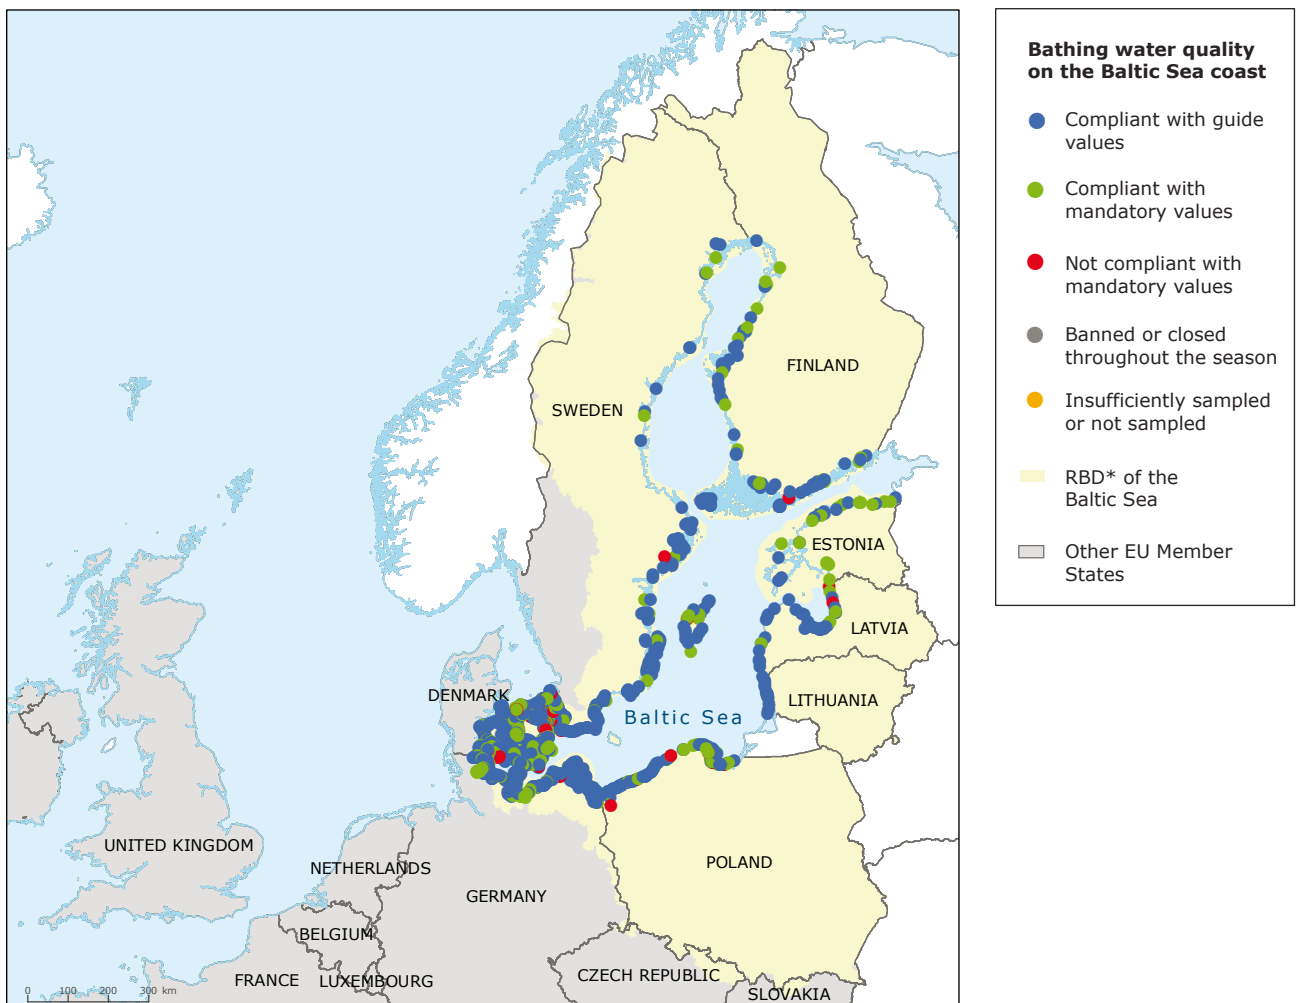 FINLAND
SWEDEN
ESTONIA
LATVIA
DENMARK
LITHUANIA
Baltic Sea
UNITED KINGDOM
POLAND
NETHERLANDS
GERMANY
BELGIUM
CZECH REPUBLIC
FRANCE
LUXEMBOURG
SLOVAKIA
0 100 200 300 km
Bathing water quality
on the Baltic Sea coast
Compliant with guide
values
Compliant with
mandatory values
Not compliant with
mandatory values
Banned or closed
throughout the season
Insufficiently sampled
or not sampled
RBD* of the
Baltic Sea
Other EU Member
States